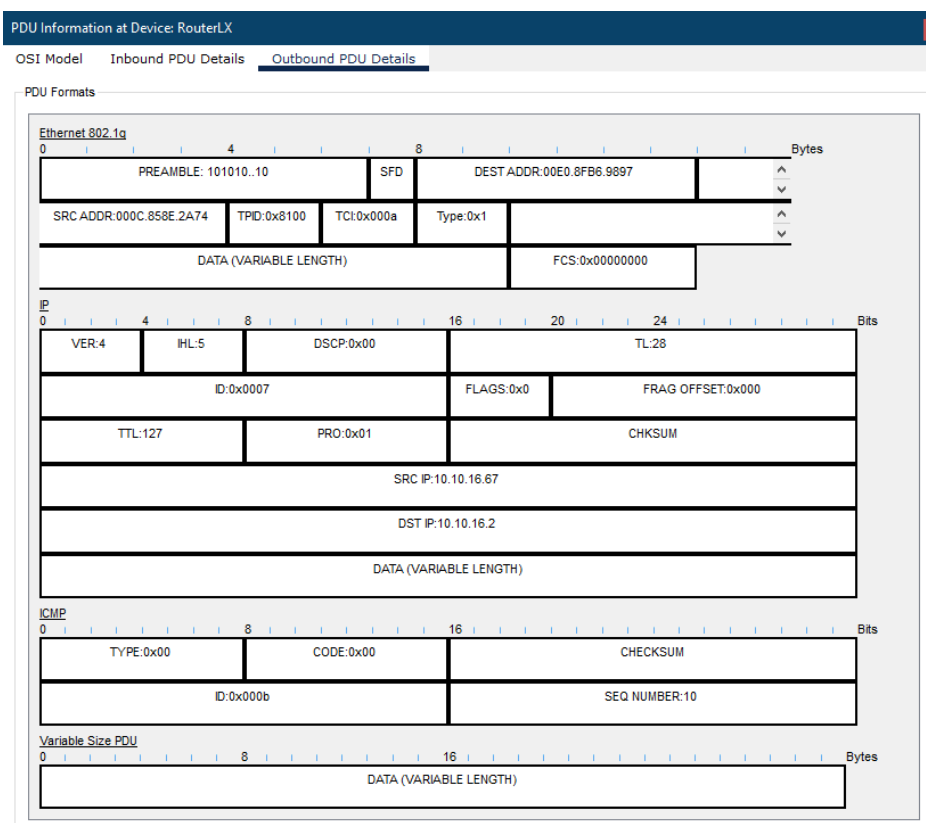 PDU Information at Device: RouterLX
OSI Model Inbound PDU Details Outbound PDU Details
PDU Formats
Ethernet 802.1q
0 4 8 Bytes
PREAMBLE: 101010..10 SFD DEST ADDR:00E0.8FB6.9897
SRC ADDR:000C.858E.2A74 TPID:0x8100 TCI:0x000a Type:0x1
DATA (VARIABLE LENGTH) FCS:0x00000000
IP
0 4 8 16 20 24 Bits
VER:4 IHL:5 DSCP:0x00 TL:28
ID:0x0007 FLAGS:0x0 FRAG OFFSET:0x000
TTL:127 PRO:0x01 CHKSUM
SRC IP:10.10.16.67
DST IP:10.10.16.2
DATA (VARIABLE LENGTH)
ICMP
0 8 16 Bits
TYPE:0x00 CODE:0x00 CHECKSUM
ID:0x000b SEQ NUMBER:10
Variable Size PDU
0 8 16 Bytes
DATA (VARIABLE LENGTH)